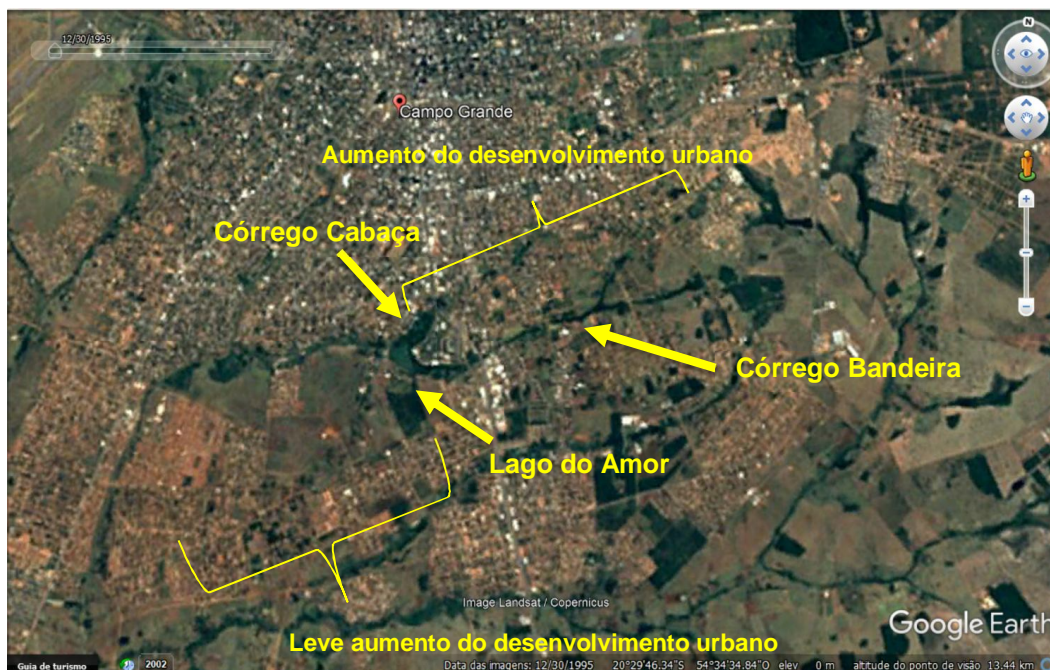 12/30/1995
N
Campo Grande
Aumento do desenvolvimento urbano
Córrego Cabaça
Córrego Bandeira
Lago do Amor
Image Landsat / Copernicus
Google Earth
Leve aumento do desenvolvimento urbano
Guia de turismo
2002
Data das imagens: 12/30/1995 20°29'46.34"S 54°34'34.84"O elev 0 m altitude do ponto de visão 13.44 km